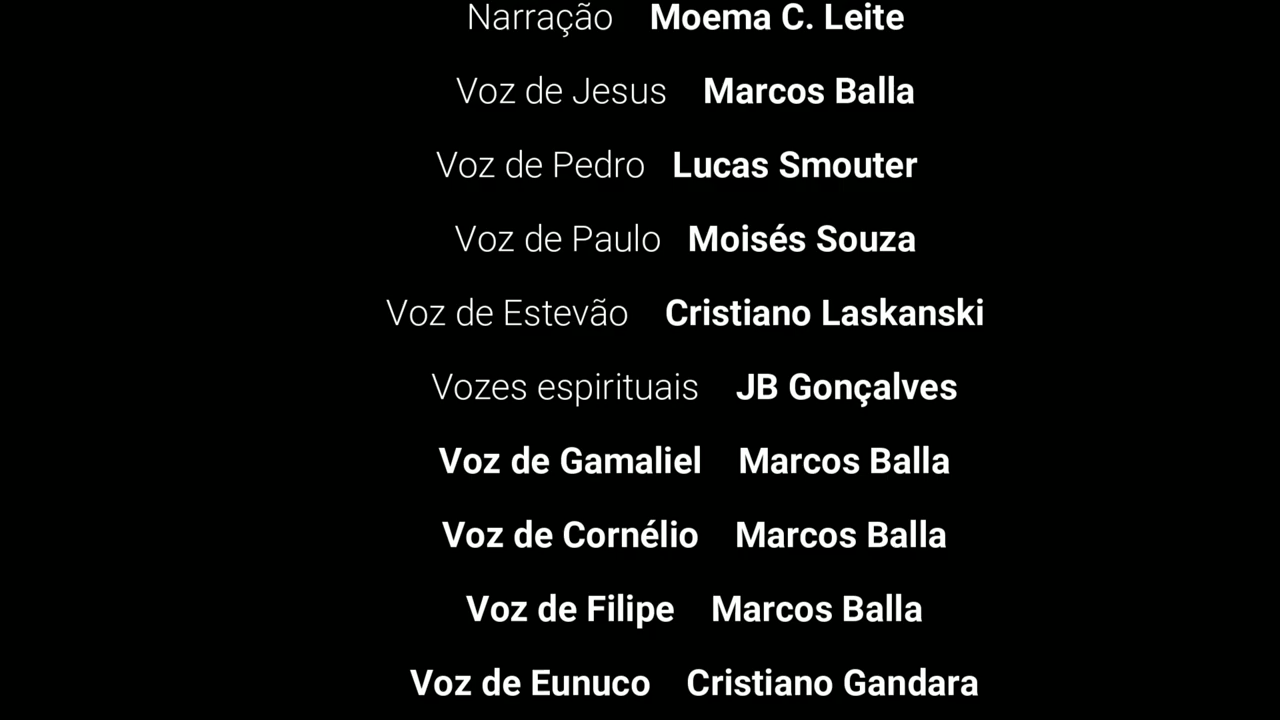 Narração Moema C. Leite
Voz de Jesus Marcos Balla
Voz de Pedro Lucas Smouter
Voz de Paulo Moisés Souza
Voz de Estevão Cristiano Laskanski
Vozes espirituais JB Gonçalves
Voz de Gamaliel Marcos Balla
Voz de Cornélio Marcos Balla
Voz de Filipe Marcos Balla
Voz de Eunuco Cristiano Gandara